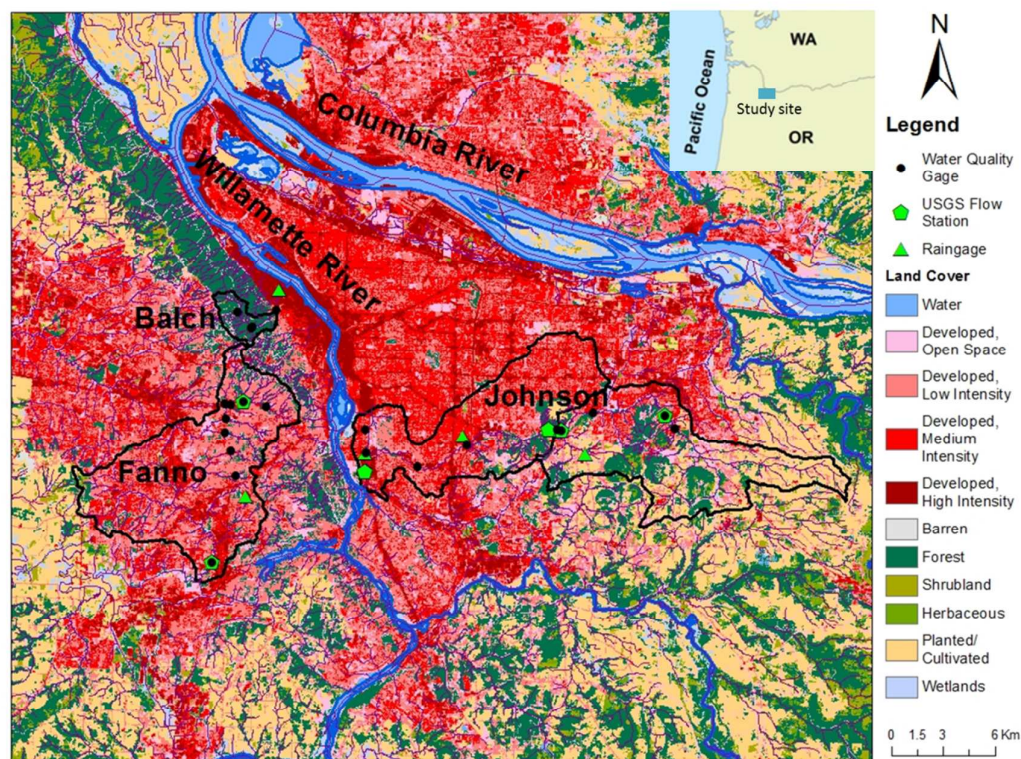 WA
Pacific Ocean
Study site
OR
Columbia River
Willamette River
Balch
Johnson
Fanno
N
Legend
Water Quality
Gage
USGS Flow
Station
Raingage
Land Cover
Water
Developed,
Open Space
Developed,
Low Intensity
Developed,
Medium
Intensity
Developed,
High Intensity
Barren
Forest
Shrubland
Herbaceous
Planted/
Cultivated
Wetlands
0 1.5 3 6 Km